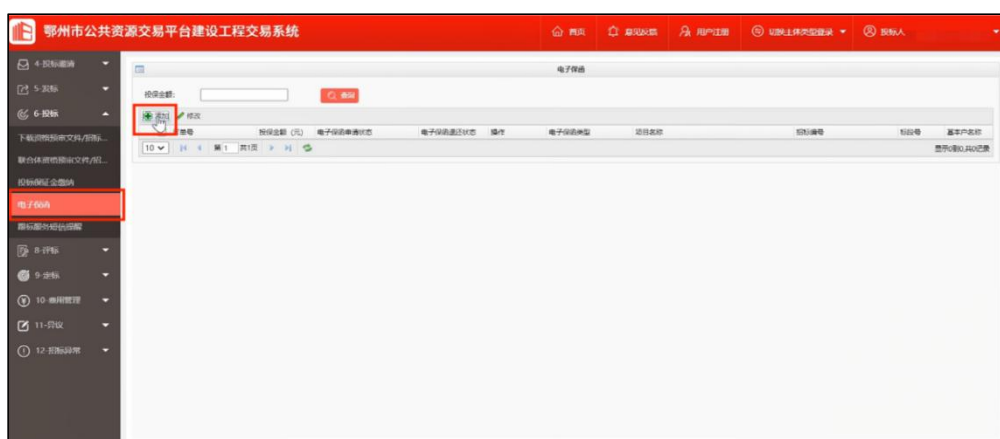 鄂州市公共资源交易平台建设工程交易系统
首页 意见反馈 用户注册 切换主体类型登录 投标人
4-投标邀请
5-发标
6-投标
下载资格预审文件/招标...
联合体资格预审文件/招...
投标保证金缴纳
电子保函
8-评标
9-定标
10-费用管理
11-异议
12-招标异常
电子保函
投保金额: 查询
添加 修改
投保金额（元） 电子保函申请状态 电子保函退还状态 操作 电子保函类型 项目名称 招标编号 标段号 基本户名称
10 第 1 共1页
显示0到0,共0记录